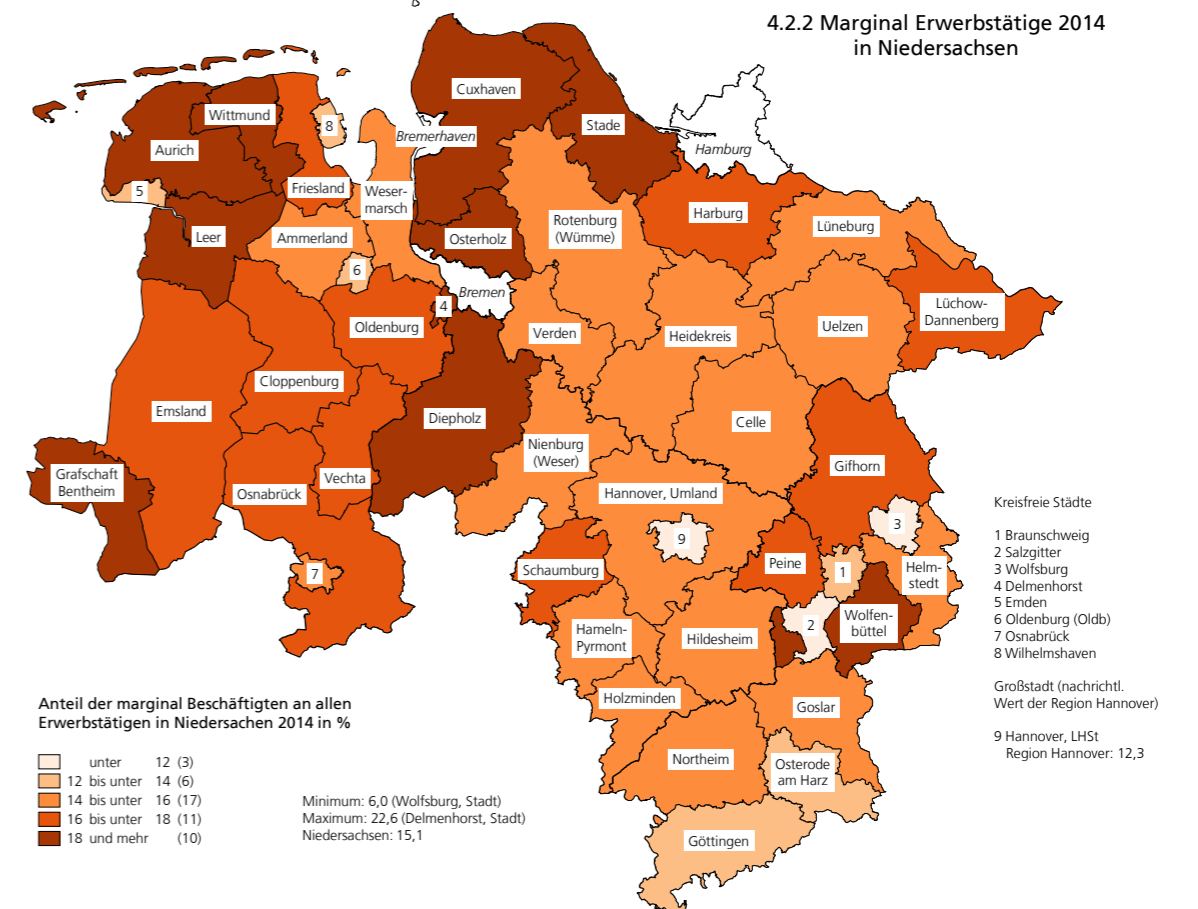 4.2.2 Marginal Erwerbstätige 2014
in Niedersachsen
Cuxhaven
Wittmund
Stade
8
Bremerhaven
Aurich
Hamburg
5
Friesland
Weser-
marsch
Harburg
Rotenburg
(Wümme)
Lüneburg
Leer
Ammerland
Osterholz
6
Bremen
4
Lüchow-
Dannenberg
Oldenburg
Verden
Heidekreis
Uelzen
Cloppenburg
Emsland
Diepholz
Celle
Nienburg
(Weser)
Gifhorn
Grafschaft
Bentheim
Osnabrück
Vechta
Hannover, Umland
3
9
Schaumburg
Peine
1
Helm-
stedt
7
2
Wolfen-
büttel
Hameln-
Pyrmont
Hildesheim
Holzminden
Goslar
Northeim
Osterode
am Harz
Göttingen
Kreisfreie Städte
1 Braunschweig
2 Salzgitter
3 Wolfsburg
4 Delmenhorst
5 Emden
6 Oldenburg (Oldb)
7 Osnabrück
8 Wilhelmshaven
Großstadt (nachrichtl.
Wert der Region Hannover)
9 Hannover, LHSt
Region Hannover: 12,3
Anteil der marginal Beschäftigten an allen
Erwerbstätigen in Niedersachen 2014 in %
unter 12 (3)
12 bis unter 14 (6)
14 bis unter 16 (17)
16 bis unter 18 (11)
18 und mehr (10)
Minimum: 6,0 (Wolfsburg, Stadt)
Maximum: 22,6 (Delmenhorst, Stadt)
Niedersachsen: 15,1